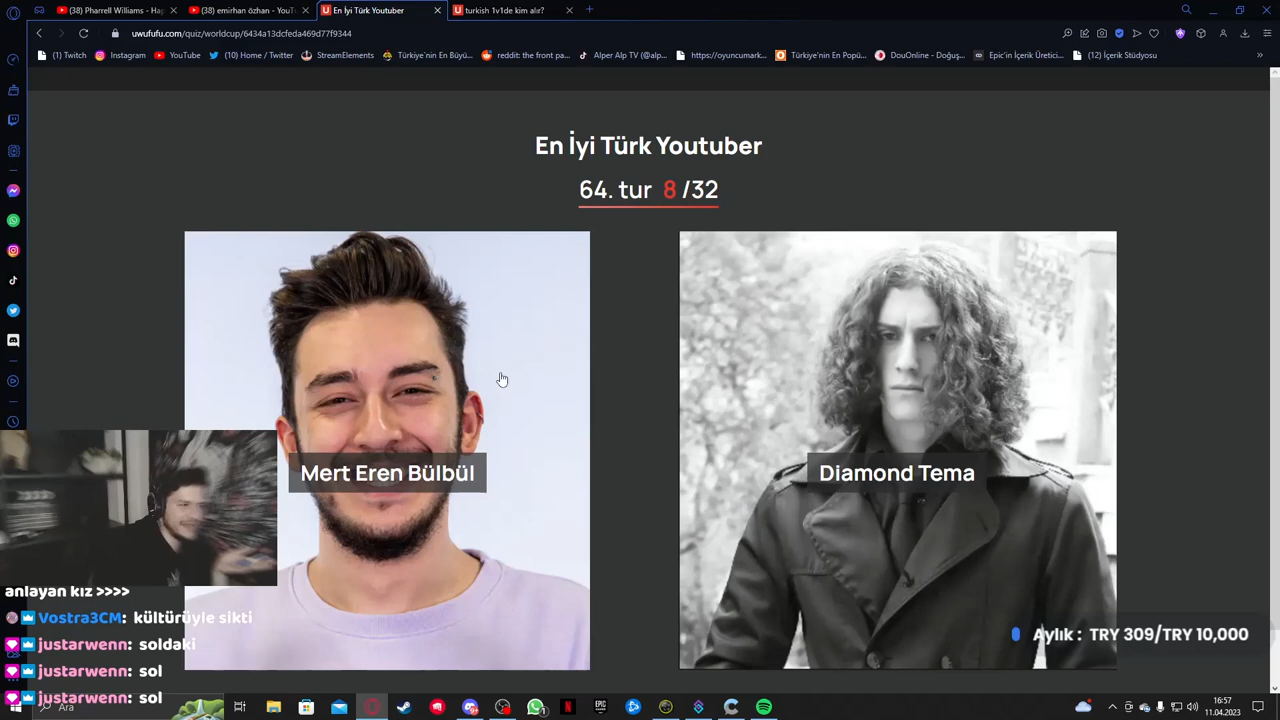 (38) Pharrell Williams - Hap
(38) emirhan özhan - YouT
En İyi Türk Youtuber
turkish 1v1de kim alır?
uwufufu.com/quiz/worldcup/6434a13dcfeda469d77f9344
(1) Twitch
Instagram
YouTube
(10) Home / Twitter
StreamElements
Türkiye'nin En Büyü...
reddit: the front pa...
Alper Alp TV (@alp...
https://oyuncumark...
Türkiye'nin En Popü...
DouOnline - Doğuş...
Epic'in İçerik Üretici...
(12) İçerik Stüdyosu
En İyi Türk Youtuber
64. tur 8 /32
Mert Eren Bülbül
Diamond Tema
anlayan kız >>>>
Vostra3CM: kültürüyle sikti
justarwenn: soldaki
justarwenn: sol
justarwenn: sol
Aylık : TRY 309/TRY 10,000
Ara
16:57
11.04.2023